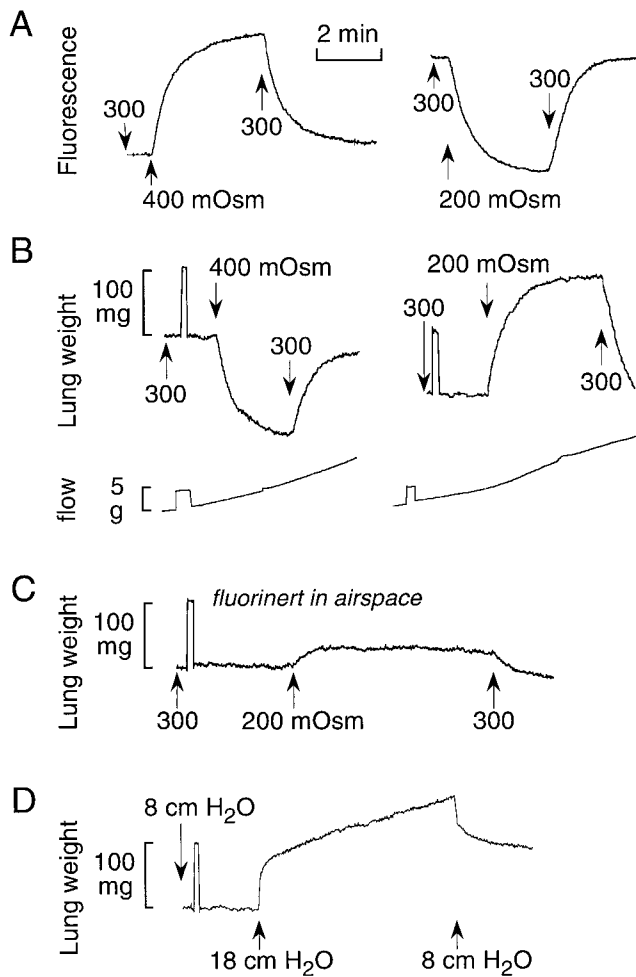 A
Fluorescence
2 min
300
400 mOsm
300
300
200 mOsm
300
B
Lung weight
100
mg
300
400 mOsm
300
300
200 mOsm
300
flow
5
g
C
Lung weight
100
mg
fluorinert in airspace
300
200 mOsm
300
D
Lung weight
8 cm H₂O
100
mg
18 cm H₂O
8 cm H₂O